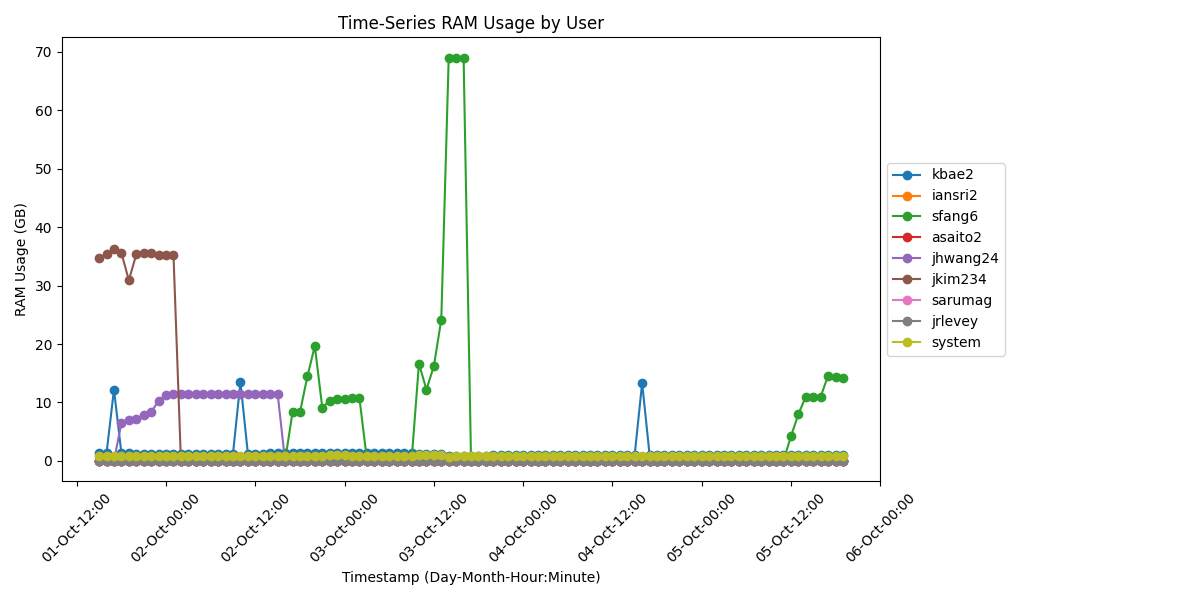 Time-Series RAM Usage by User
RAM Usage (GB)
70
60
50
40
30
20
10
0
01-Oct-12:00
02-Oct-00:00
02-Oct-12:00
03-Oct-00:00
03-Oct-12:00
04-Oct-00:00
04-Oct-12:00
05-Oct-00:00
05-Oct-12:00
06-Oct-00:00
Timestamp (Day-Month-Hour:Minute)
kbae2
iansri2
sfang6
asaito2
jhwang24
jkim234
sarumag
jrlevey
system